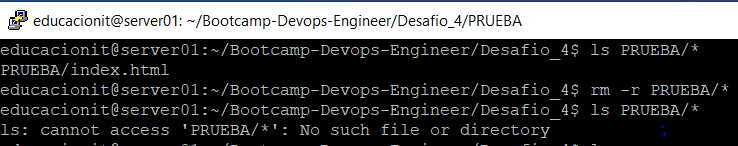 educacionit@server01: ~/Bootcamp-Devops-Engineer/Desafio_4/PRUEBA
educacionit@server01:~/Bootcamp-Devops-Engineer/Desafio_4$ ls PRUEBA/*
PRUEBA/index.html
educacionit@server01:~/Bootcamp-Devops-Engineer/Desafio_4$ rm -r PRUEBA/*
educacionit@server01:~/Bootcamp-Devops-Engineer/Desafio_4$ ls PRUEBA/*
ls: cannot access 'PRUEBA/*': No such file or directory